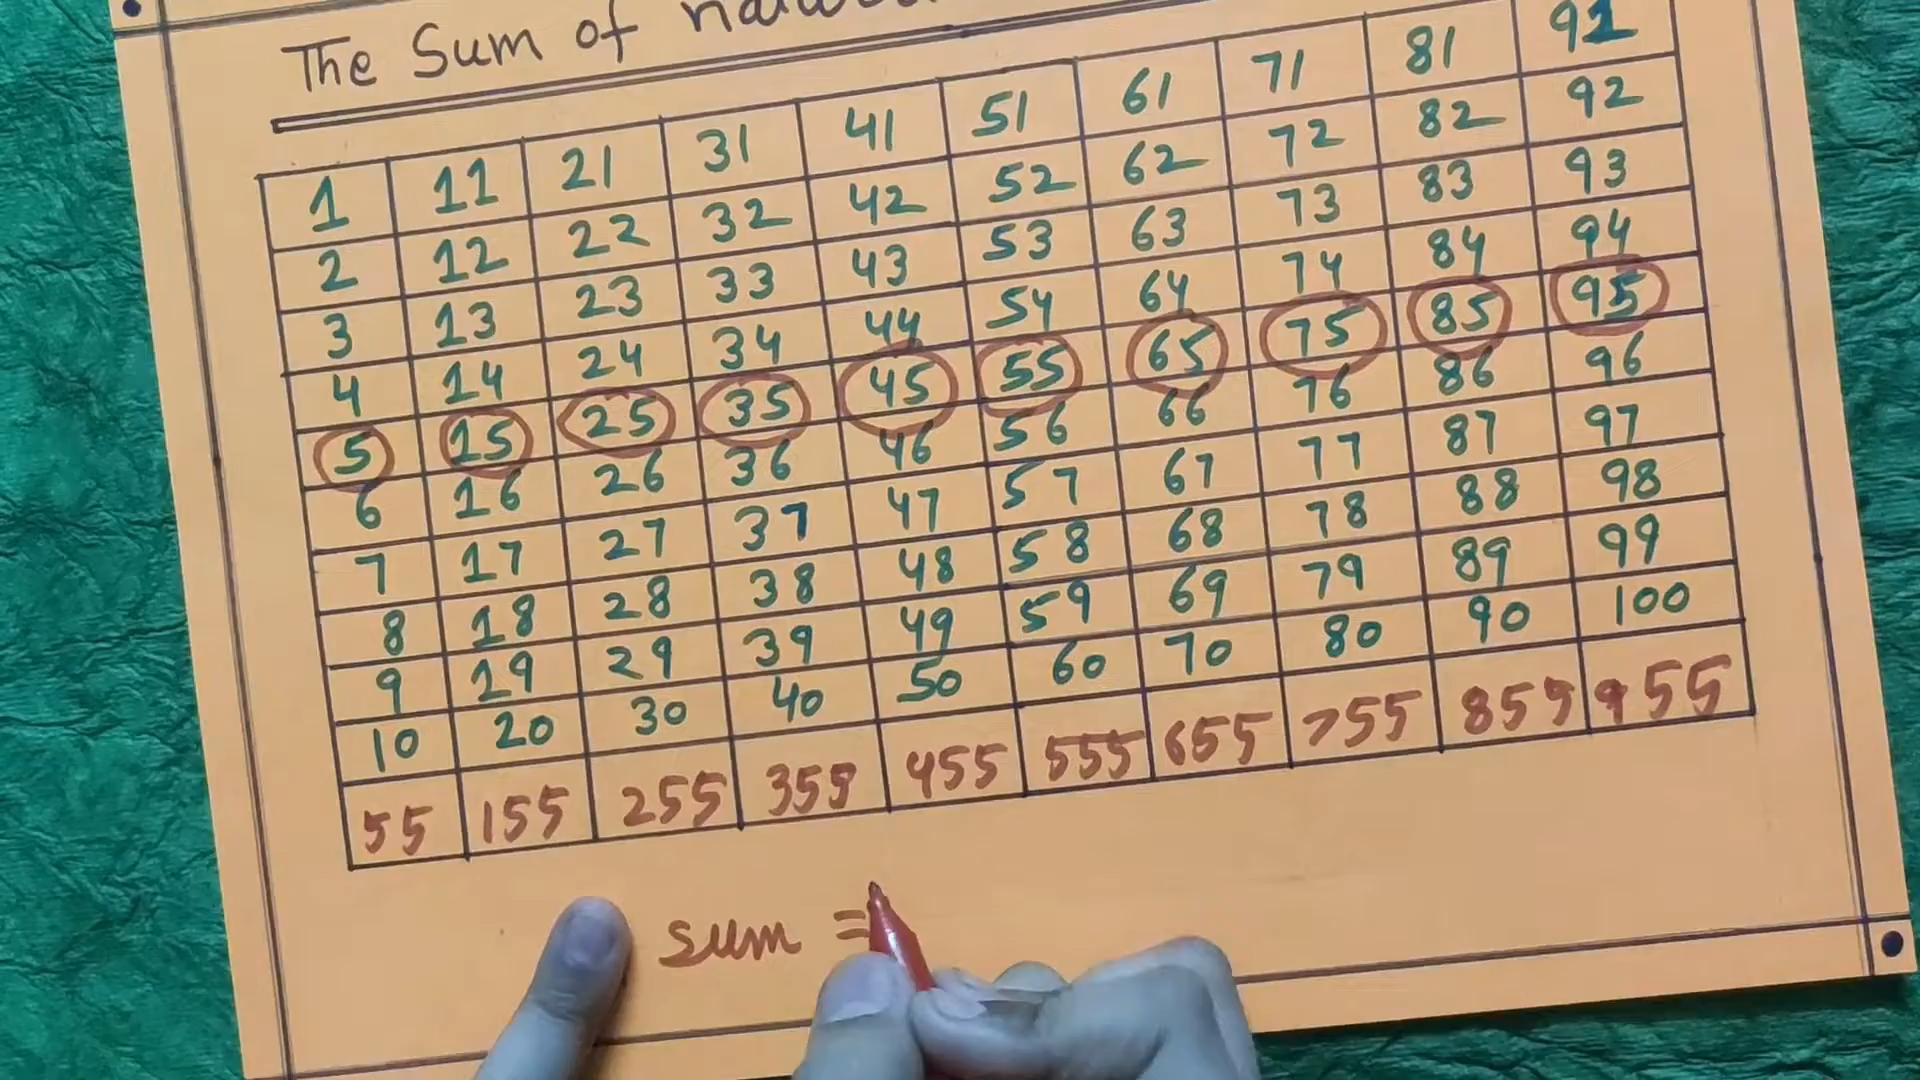 The Sum of
1 11 21 31 41 51 61 71 81 91
2 12 22 32 42 52 62 72 82 92
3 13 23 33 43 53 63 73 83 93
4 14 24 34 44 54 64 74 84 94
5 15 25 35 45 55 65 75 85 95
6 16 26 36 46 56 66 76 86 96
7 17 27 37 47 57 67 77 87 97
8 18 28 38 48 58 68 78 88 98
9 19 29 39 49 59 69 79 89 99
10 20 30 40 50 60 70 80 90 100
55 155 255 355 455 555 655 755 855 955
sum =